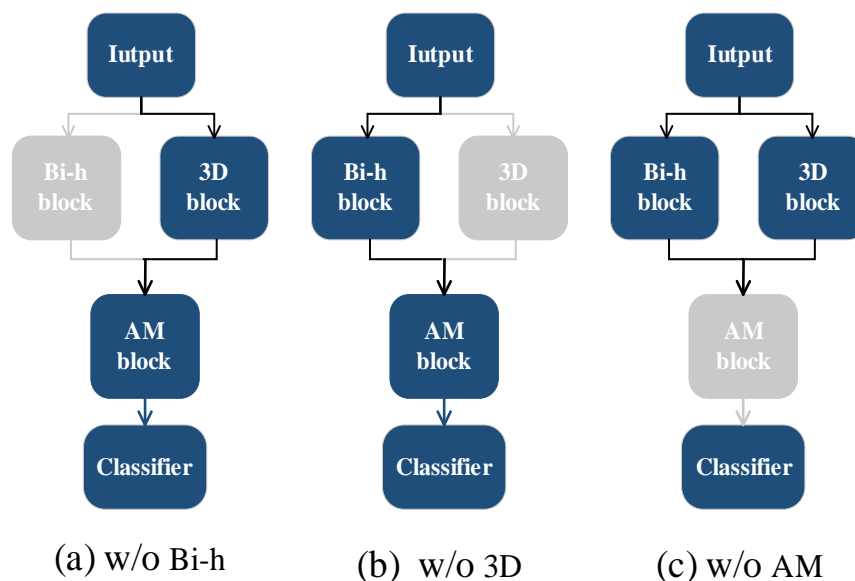 Iutput
Bi-h
block
3D
block
AM
block
Classifier
(a) w/o Bi-h
Iutput
Bi-h
block
3D
block
AM
block
Classifier
(b) w/o 3D
Iutput
Bi-h
block
3D
block
AM
block
Classifier
(c) w/o AM